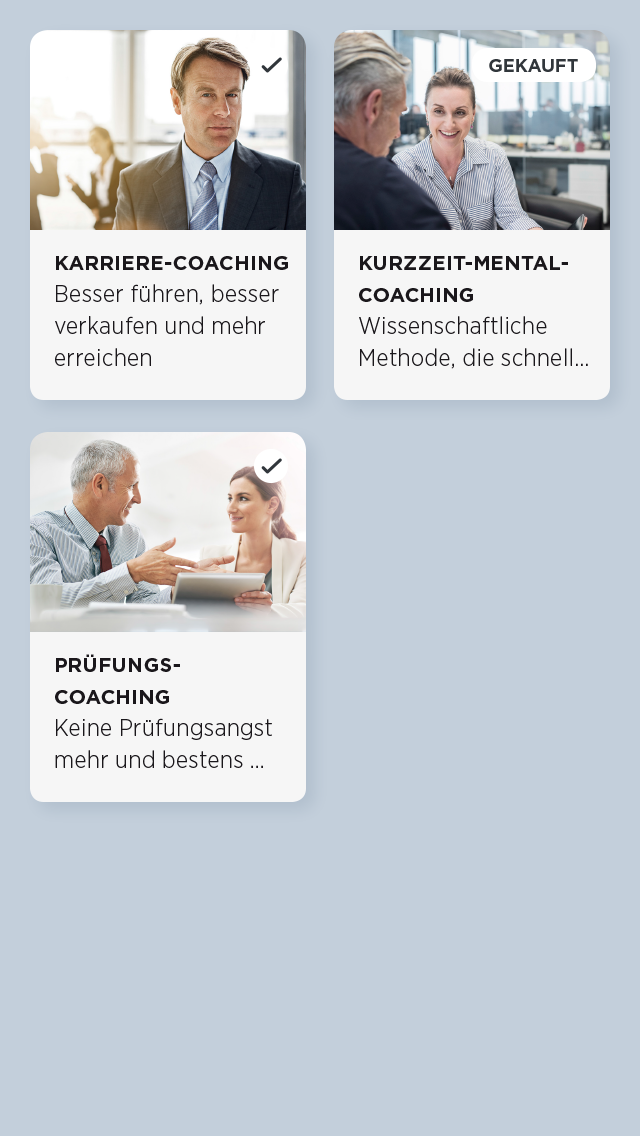 KARRIERE-COACHING
Besser führen, besser
verkaufen und mehr
erreichen
GEKAUFT
KURZZEIT-MENTAL-
COACHING
Wissenschaftliche
Methode, die schnell...
PRÜFUNGS-
COACHING
Keine Prüfungsangst
mehr und bestens ...